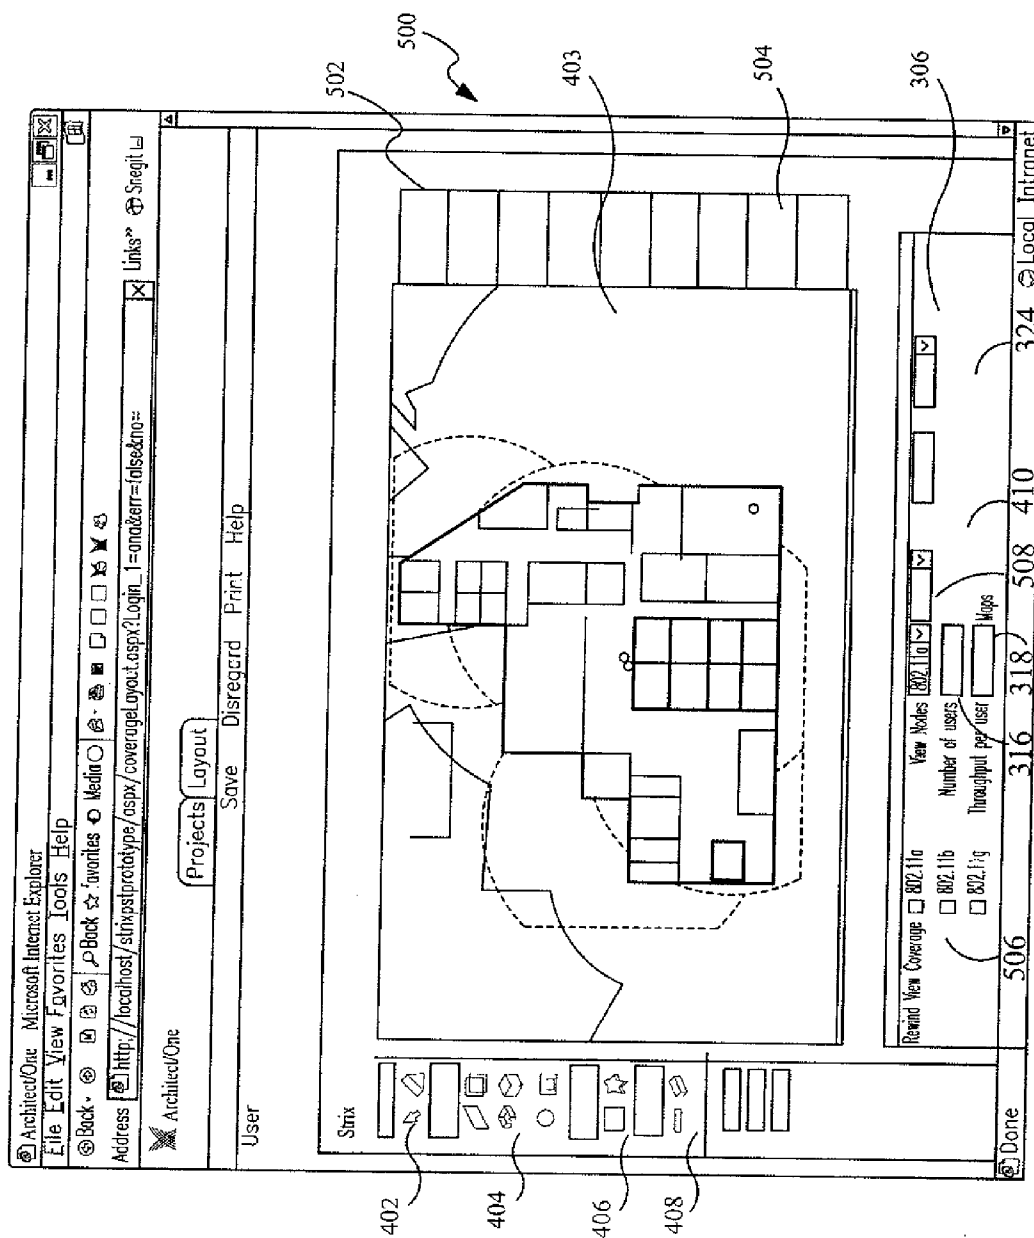 Architect/One Microsoft Internet Explorer
File Edit View Favorites Tools Help
Back Back Favorites Media Links» Snegit
Address http://localhost/strixpstprototype/aspx/coverageLayout.aspx?Login_1=ana&err=false&no=
Architect/One
Projects Layout
User Save Disregard Print Help
Strix
Rewind View Coverage 802.11a View Nodes 802.11a
802.11b Number of users
802.11g Throughput per user Maps
Done Local Intranet
500
502
403
504
306
402
404
406
408
506
316
318
508
410
324